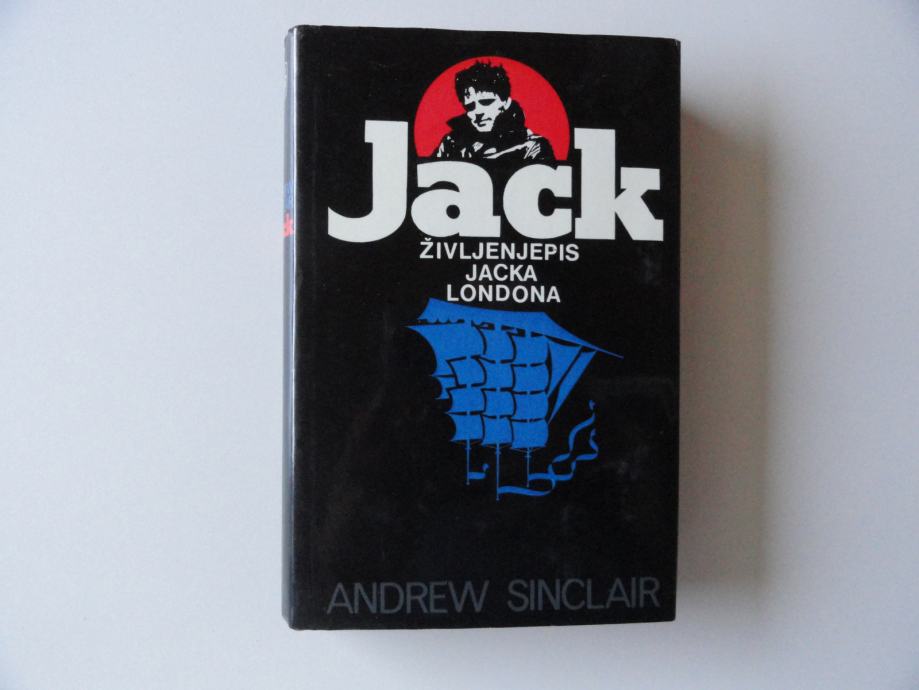 Jack
ŽIVLJENJEPIS
JACKA
LONDONA
ANDREW SINCLAIR